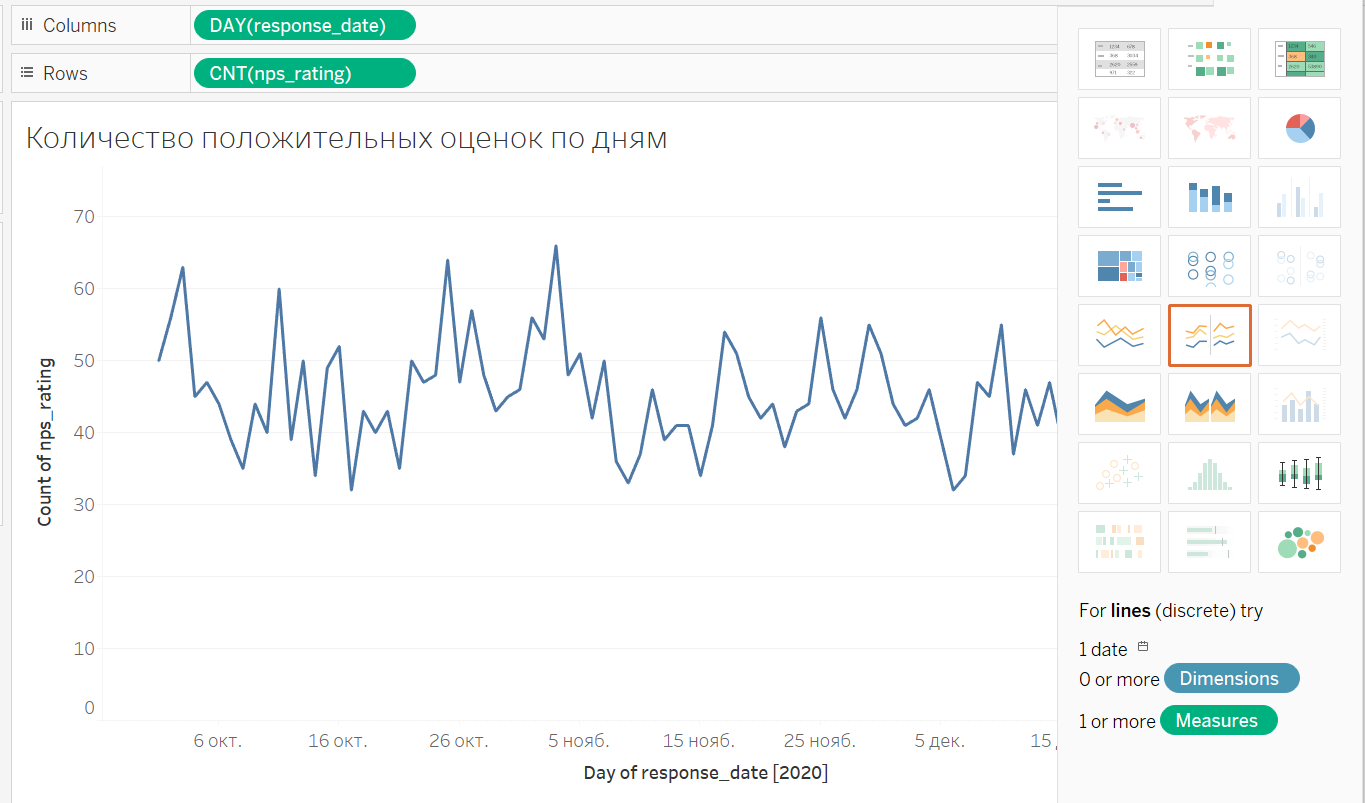 Columns
DAY(response_date)
Rows
CNT(nps_rating)
Количество положительных оценок по дням
70
60
50
40
30
20
10
0
Count of nps_rating
6 окт.
16 окт.
26 окт.
5 нояб.
15 нояб.
25 нояб.
5 дек.
15
Day of response_date [2020]
For lines (discrete) try
1 date
0 or more Dimensions
1 or more Measures